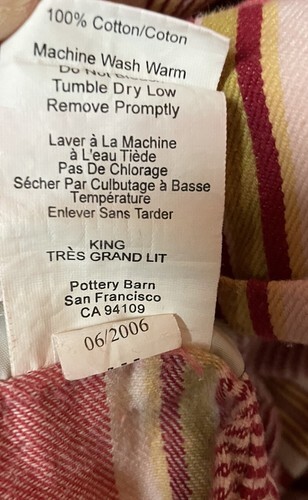 100% Cotton/Coton
Machine Wash Warm
Do Not
Tumble Dry Low
Remove Promptly
Laver à La Machine
à L'eau Tiède
Pas De Chlorage
Sécher Par Culbutage à Basse
Température
Enlever Sans Tarder
KING
TRÈS GRAND LIT
Pottery Barn
San Francisco
CA 94109
06/2006